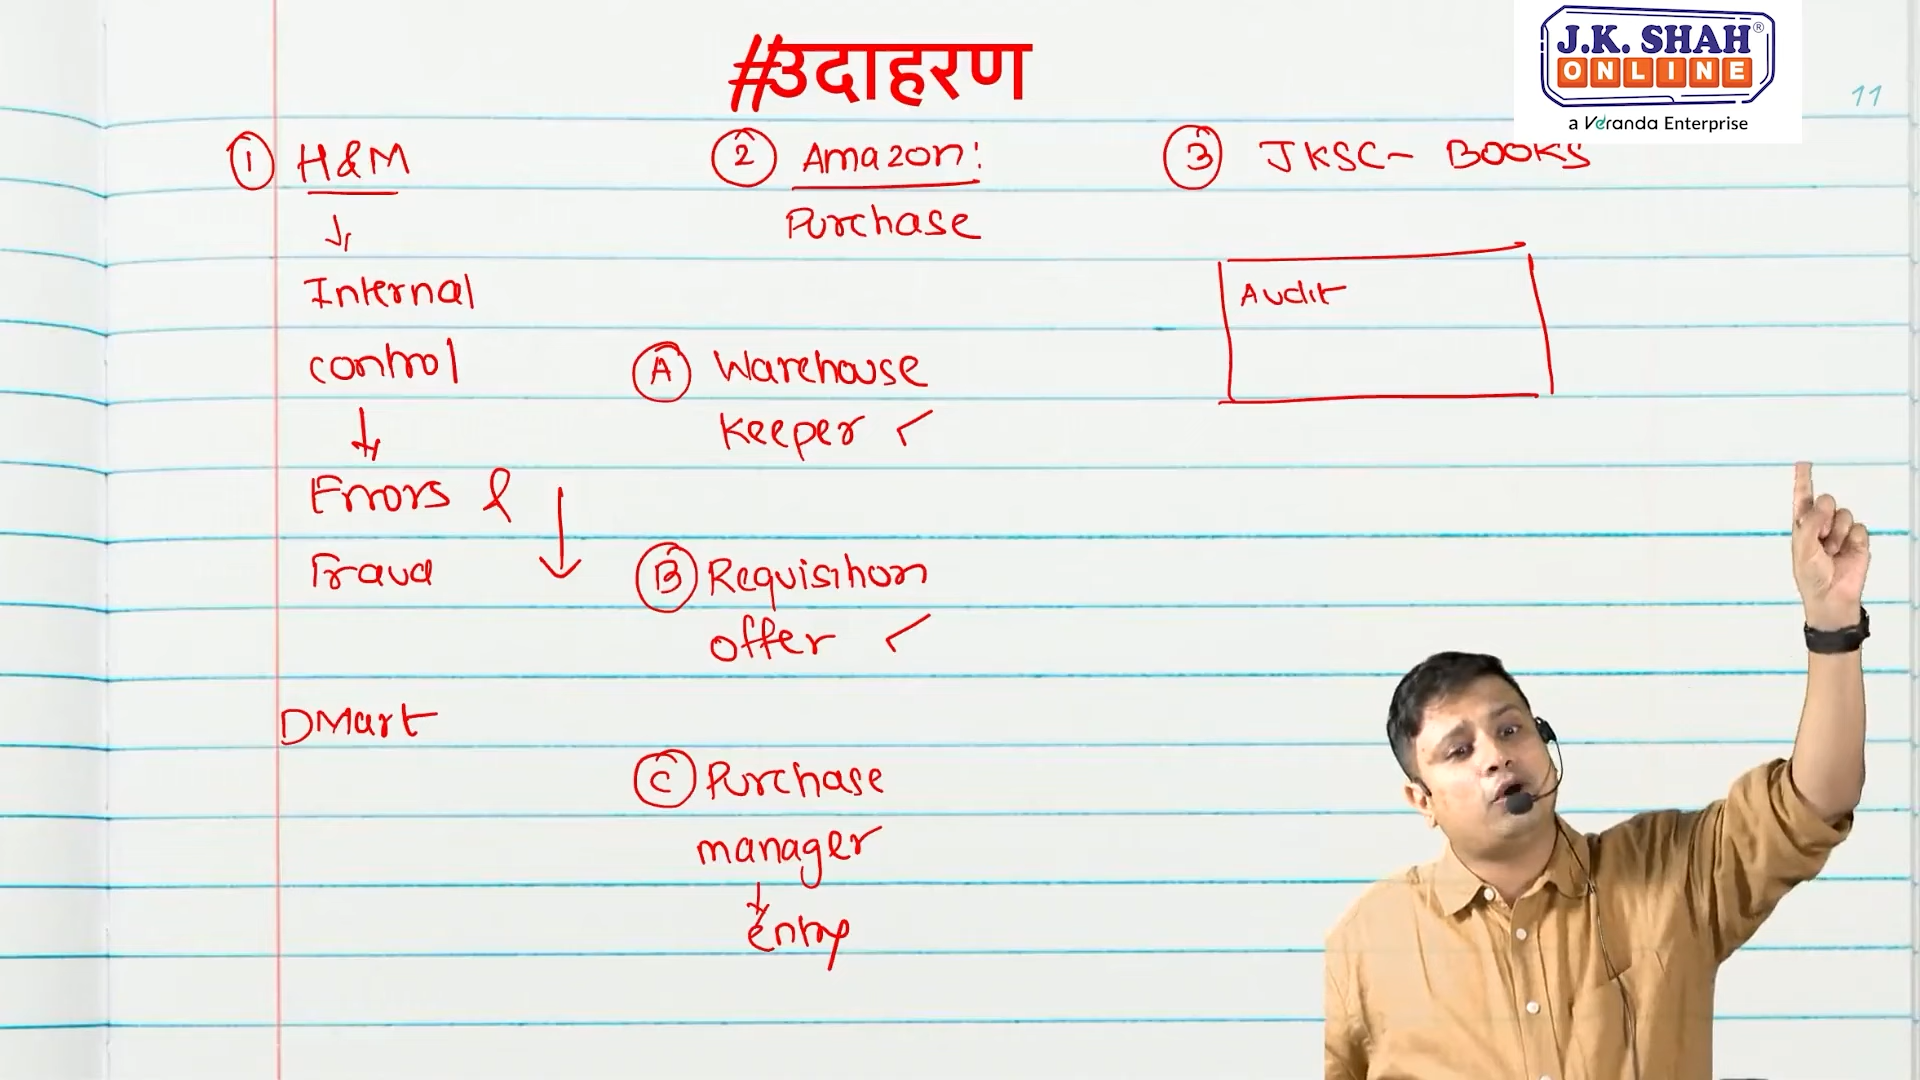 #उदाहरण
J.K. SHAH®
ONLINE
a Veranda Enterprise
11
① H&M
↓
Internal
control
↓
Errors &
Fraud ↓
DMart
② Amazon:
Purchase
Ⓐ Warehouse
keeper ✓
Ⓑ Requisition
offer ✓
Ⓒ Purchase
manager
↓
entry
③ JKSC- BOOKS
Audit